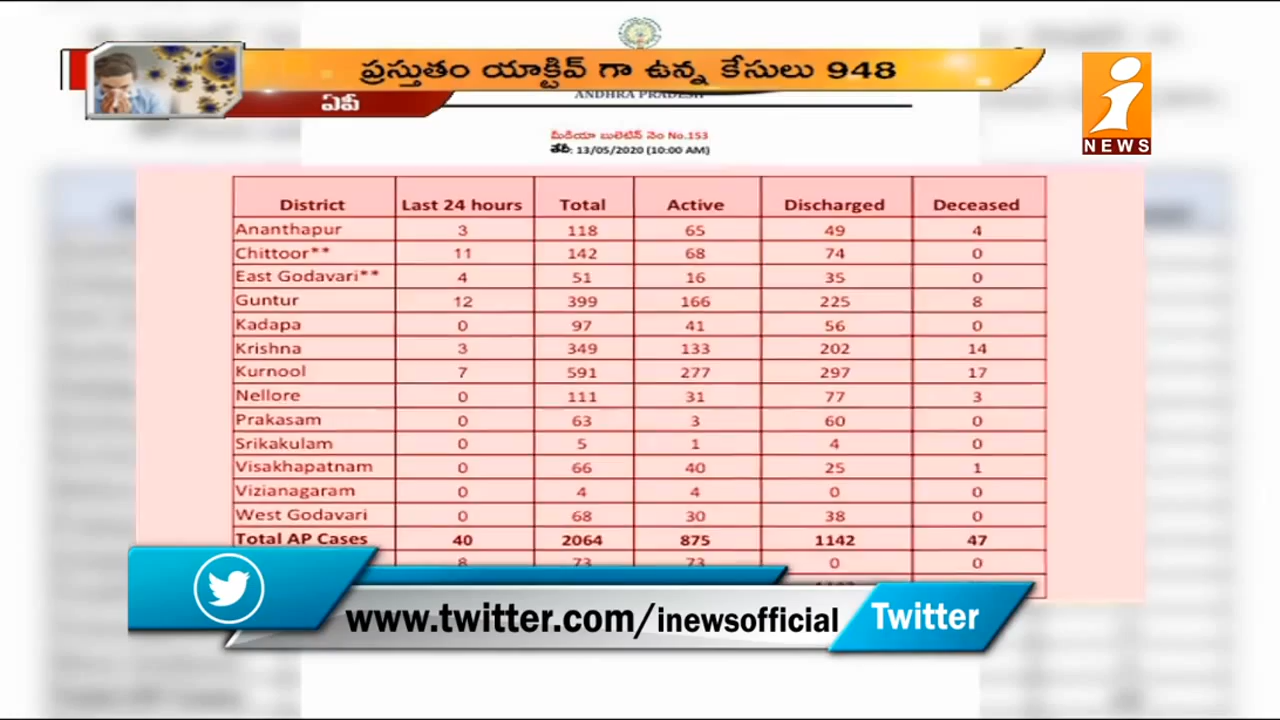 ప్రస్తుతం యాక్టివ్ గా ఉన్న కేసులు 948
ఏపీ
i
NEWS
ANDHRA PRADESH
మీడియా బులెటిన్ నెం No.153
తేదీ: 13/05/2020 (10:00 AM)
District Last 24 hours Total Active Discharged Deceased
Ananthapur 3 118 65 49 4
Chittoor** 11 142 68 74 0
East Godavari** 4 51 16 35 0
Guntur 12 399 166 225 8
Kadapa 0 97 41 56 0
Krishna 3 349 133 202 14
Kurnool 7 591 277 297 17
Nellore 0 111 31 77 3
Prakasam 0 63 3 60 0
Srikakulam 0 5 1 4 0
Visakhapatnam 0 66 40 25 1
Vizianagaram 0 4 4 0 0
West Godavari 0 68 30 38 0
Total AP Cases 40 2064 875 1142 47
8 73 73 0 0
www.twitter.com/inewsofficial Twitter